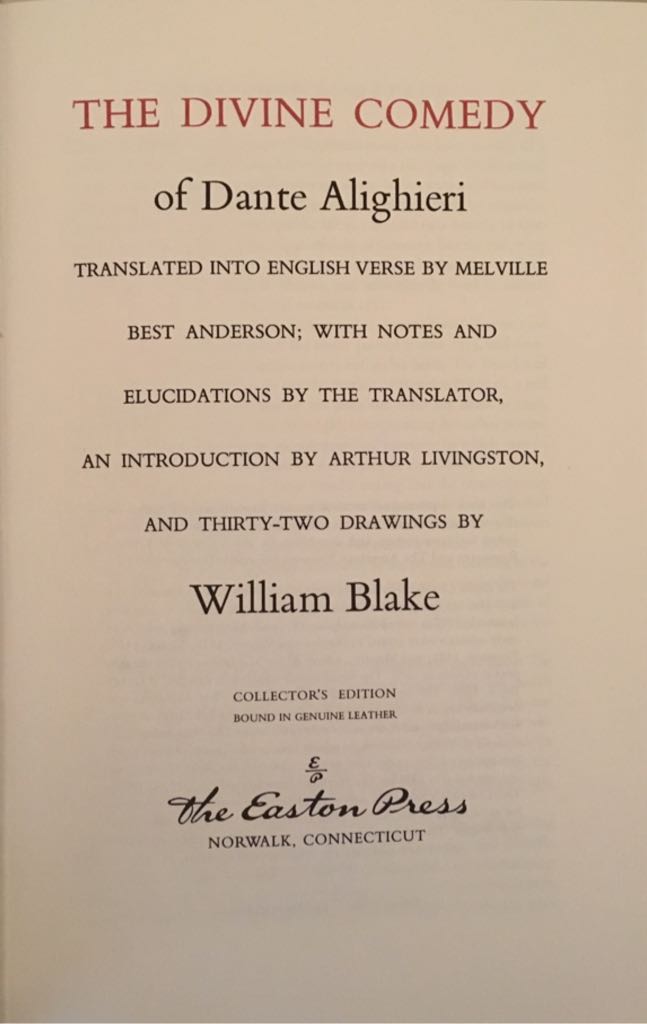 THE DIVINE COMEDY
of Dante Alighieri
TRANSLATED INTO ENGLISH VERSE BY MELVILLE
BEST ANDERSON; WITH NOTES AND
ELUCIDATIONS BY THE TRANSLATOR,
AN INTRODUCTION BY ARTHUR LIVINGSTON,
AND THIRTY-TWO DRAWINGS BY
William Blake
COLLECTOR'S EDITION
BOUND IN GENUINE LEATHER
E
P
the Easton Press
NORWALK, CONNECTICUT